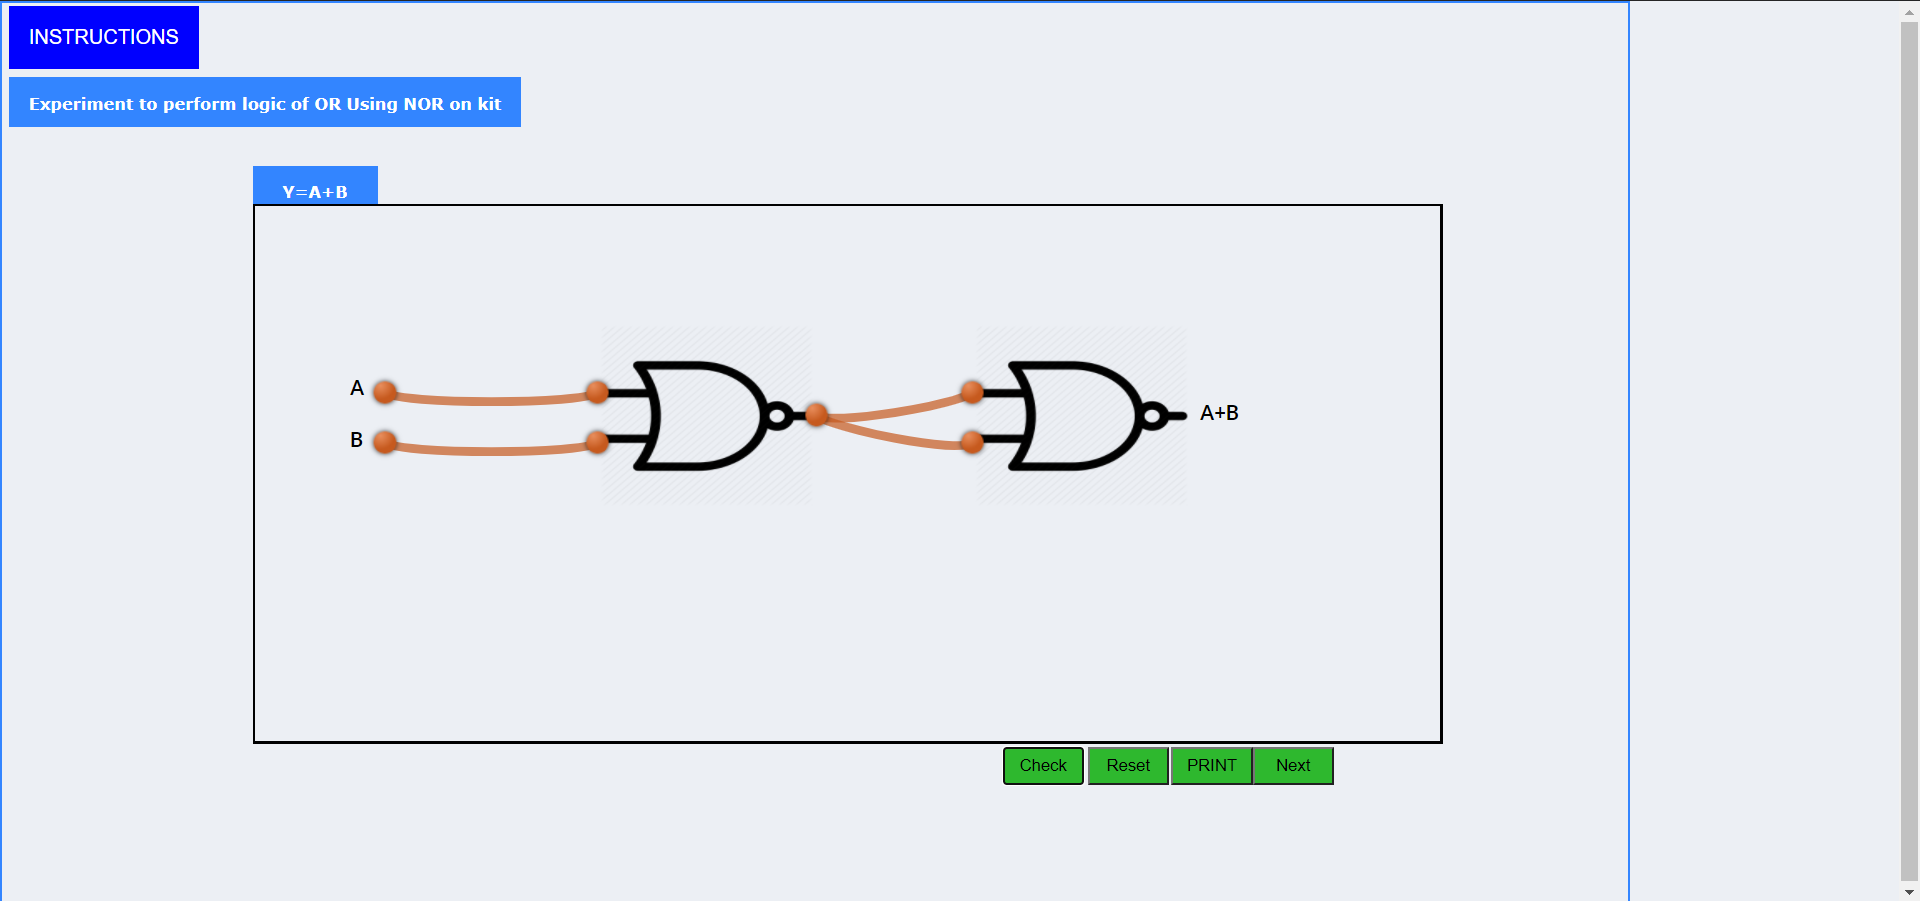 INSTRUCTIONS
Experiment to perform logic of OR Using NOR on kit
Y=A+B
A
B
A+B
Check Reset PRINT Next